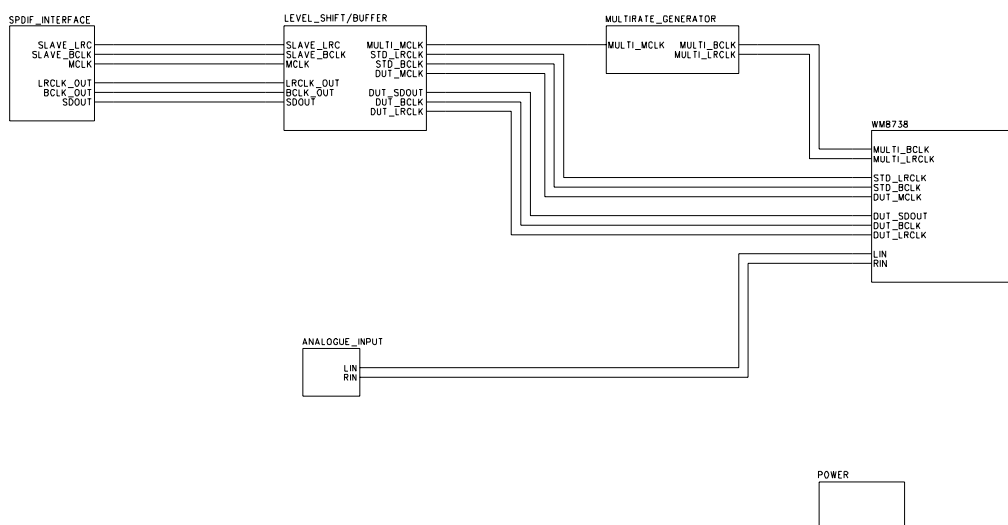 SPDIF_INTERFACE
SLAVE_LRC
SLAVE_BCLK
MCLK
LRCLK_OUT
BCLK_OUT
SDOUT
LEVEL_SHIFT/BUFFER
SLAVE_LRC
SLAVE_BCLK
MCLK
LRCLK_OUT
BCLK_OUT
SDOUT
MULTI_MCLK
STD_LRCLK
STD_BCLK
DUT_MCLK
DUT_SDOUT
DUT_BCLK
DUT_LRCLK
MULTIRATE_GENERATOR
MULTI_MCLK
MULTI_BCLK
MULTI_LRCLK
WM8738
MULTI_BCLK
MULTI_LRCLK
STD_LRCLK
STD_BCLK
DUT_MCLK
DUT_SDOUT
DUT_BCLK
DUT_LRCLK
LIN
RIN
ANALOGUE_INPUT
LIN
RIN
POWER